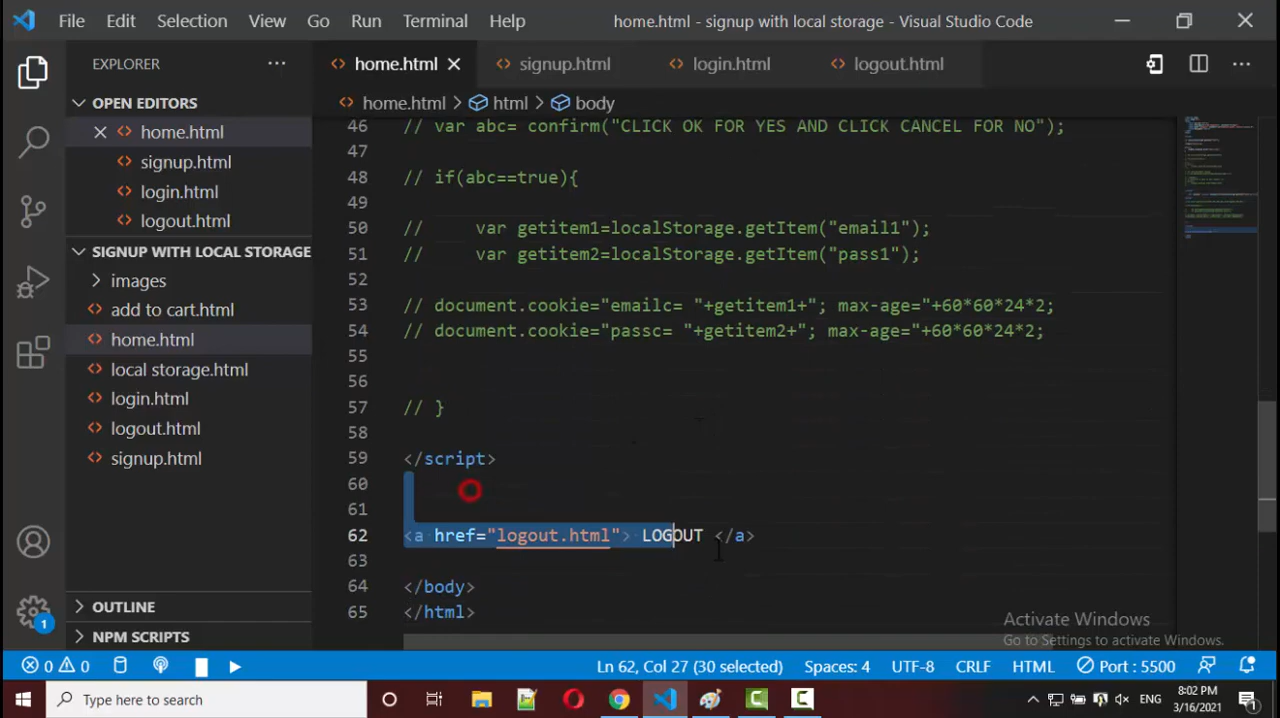 File Edit Selection View Go Run Terminal Help home.html - signup with local storage - Visual Studio Code
EXPLORER
OPEN EDITORS
home.html
signup.html
login.html
logout.html
SIGNUP WITH LOCAL STORAGE
images
add to cart.html
home.html
local storage.html
login.html
logout.html
signup.html
OUTLINE
NPM SCRIPTS
1
home.html signup.html login.html logout.html
home.html > html > body
46 // var abc= confirm("CLICK OK FOR YES AND CLICK CANCEL FOR NO");
47
48 // if(abc==true){
49
50 //     var getitem1=localStorage.getItem("email1");
51 //     var getitem2=localStorage.getItem("pass1");
52
53 // document.cookie="emailc= "+getitem1+"; max-age="+60*60*24*2;
54 // document.cookie="passc= "+getitem2+"; max-age="+60*60*24*2;
55
56
57 // }
58
59 </script>
60
61
62 <a href="logout.html"> LOGOUT </a>
63
64 </body>
65 </html>
Activate Windows
Go to Settings to activate Windows.
0 0 Ln 62, Col 27 (30 selected) Spaces: 4 UTF-8 CRLF HTML Port : 5500
Type here to search
ENG
8:02 PM
3/16/2021
1